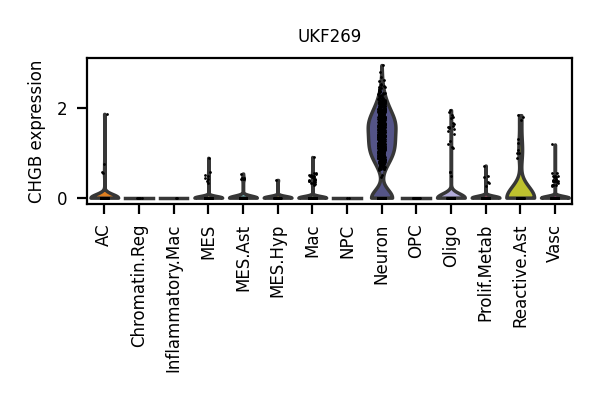 UKF269
CHGB expression
2
0
AC
Chromatin.Reg
Inflammatory.Mac
MES
MES.Ast
MES.Hyp
Mac
NPC
Neuron
OPC
Oligo
Prolif.Metab
Reactive.Ast
Vasc